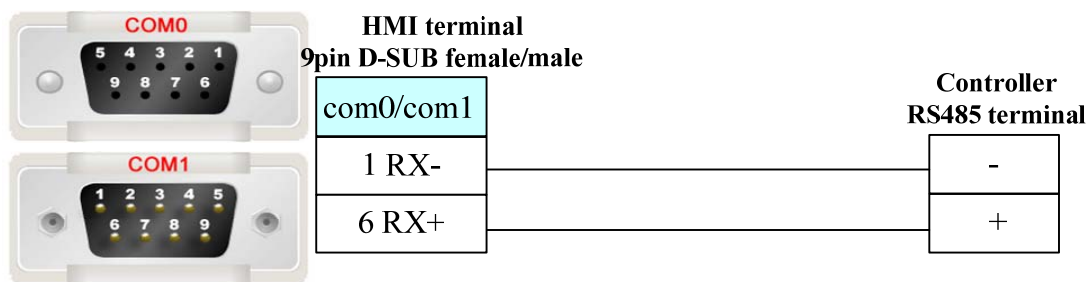 COM0
5 4 3 2 1
9 8 7 6
COM1
1 2 3 4 5
6 7 8 9
HMI terminal
9pin D-SUB female/male
com0/com1
1 RX-
6 RX+
Controller
RS485 terminal
-
+